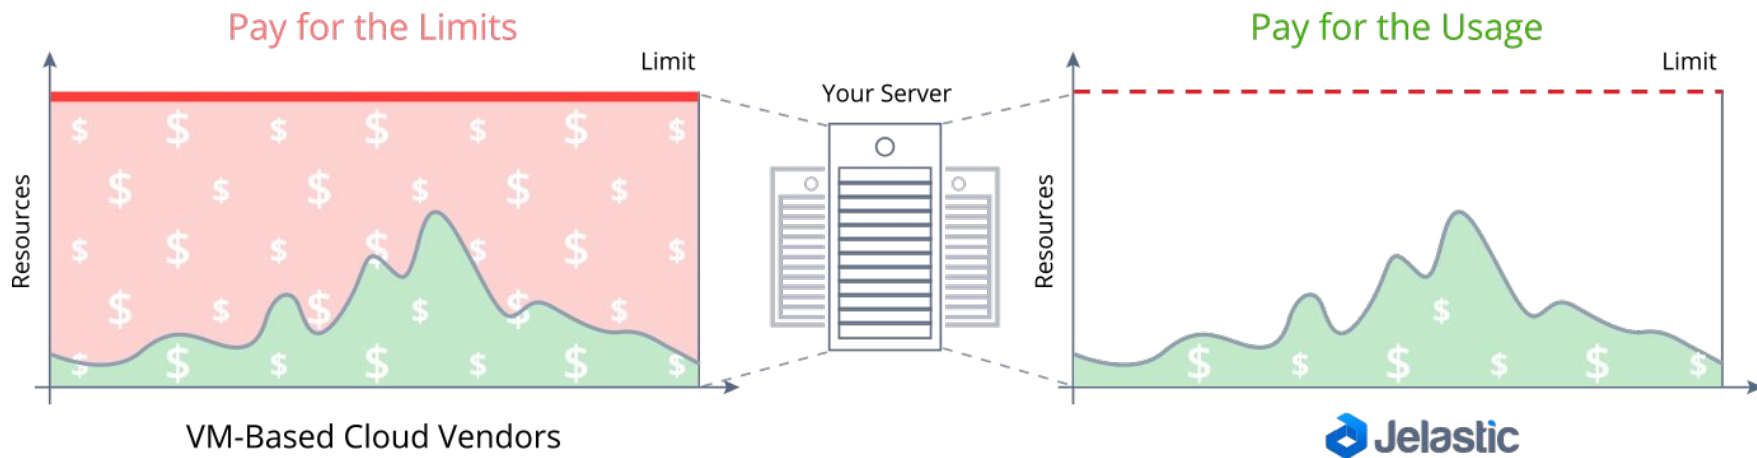 Pay for the Limits
Limit
Resources
VM-Based Cloud Vendors
Your Server
Pay for the Usage
Limit
Resources
Jelastic